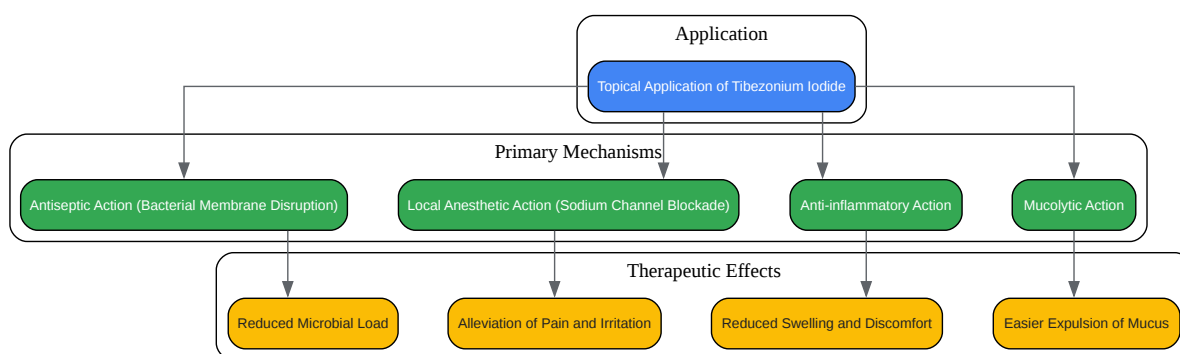 Application
Topical Application of Tibezonium Iodide
Primary Mechanisms
Antiseptic Action (Bacterial Membrane Disruption)
Local Anesthetic Action (Sodium Channel Blockade)
Anti-inflammatory Action
Mucolytic Action
Therapeutic Effects
Reduced Microbial Load
Alleviation of Pain and Irritation
Reduced Swelling and Discomfort
Easier Expulsion of Mucus